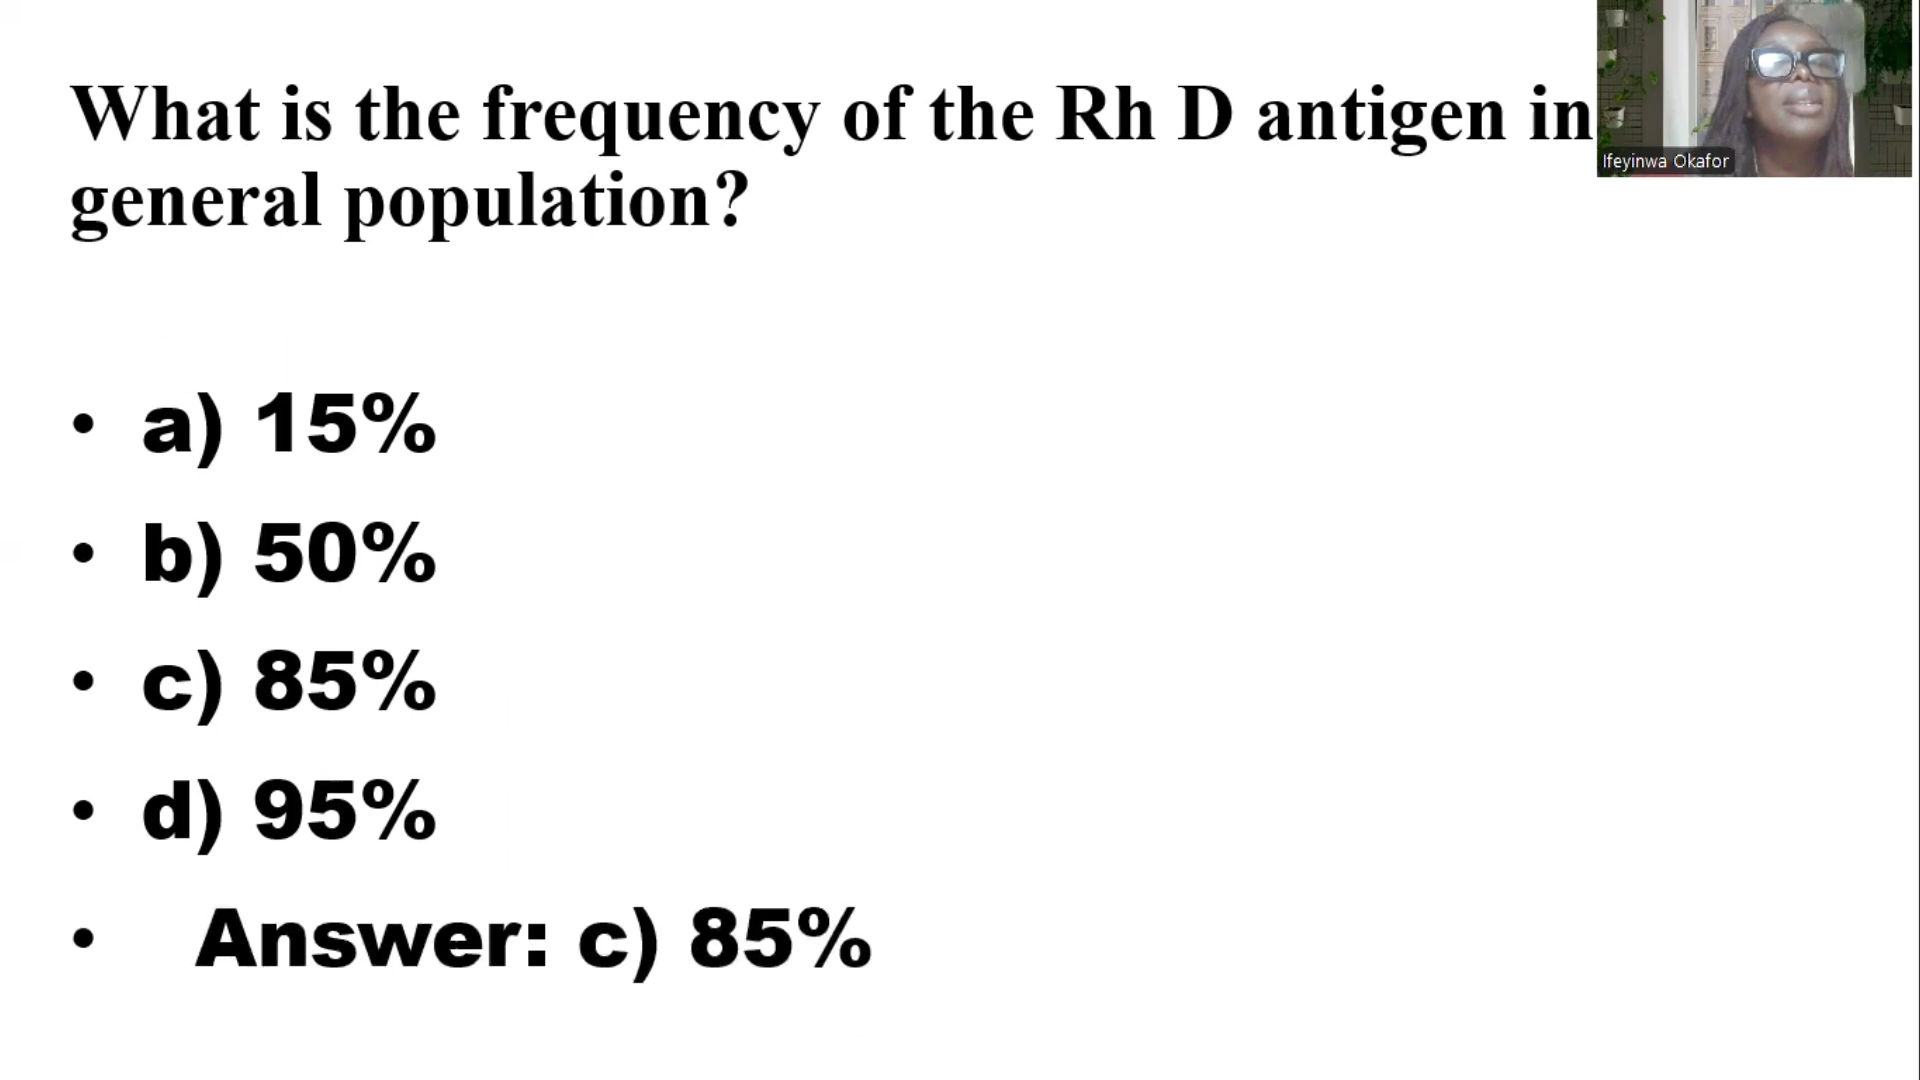 What is the frequency of the Rh D antigen in
general population?
Ifeyinwa Okafor
• a) 15%
• b) 50%
• c) 85%
• d) 95%
• Answer: c) 85%